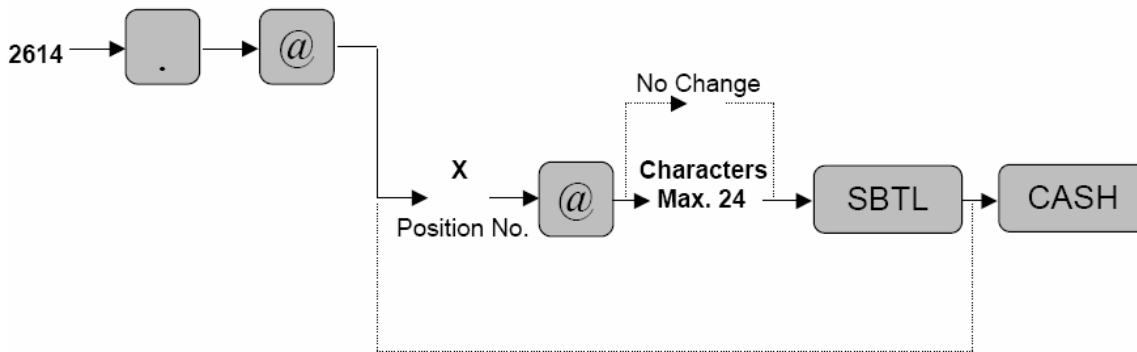 2614
.
@
No Change
X
Position No.
@
Characters
Max. 24
SBTL
CASH